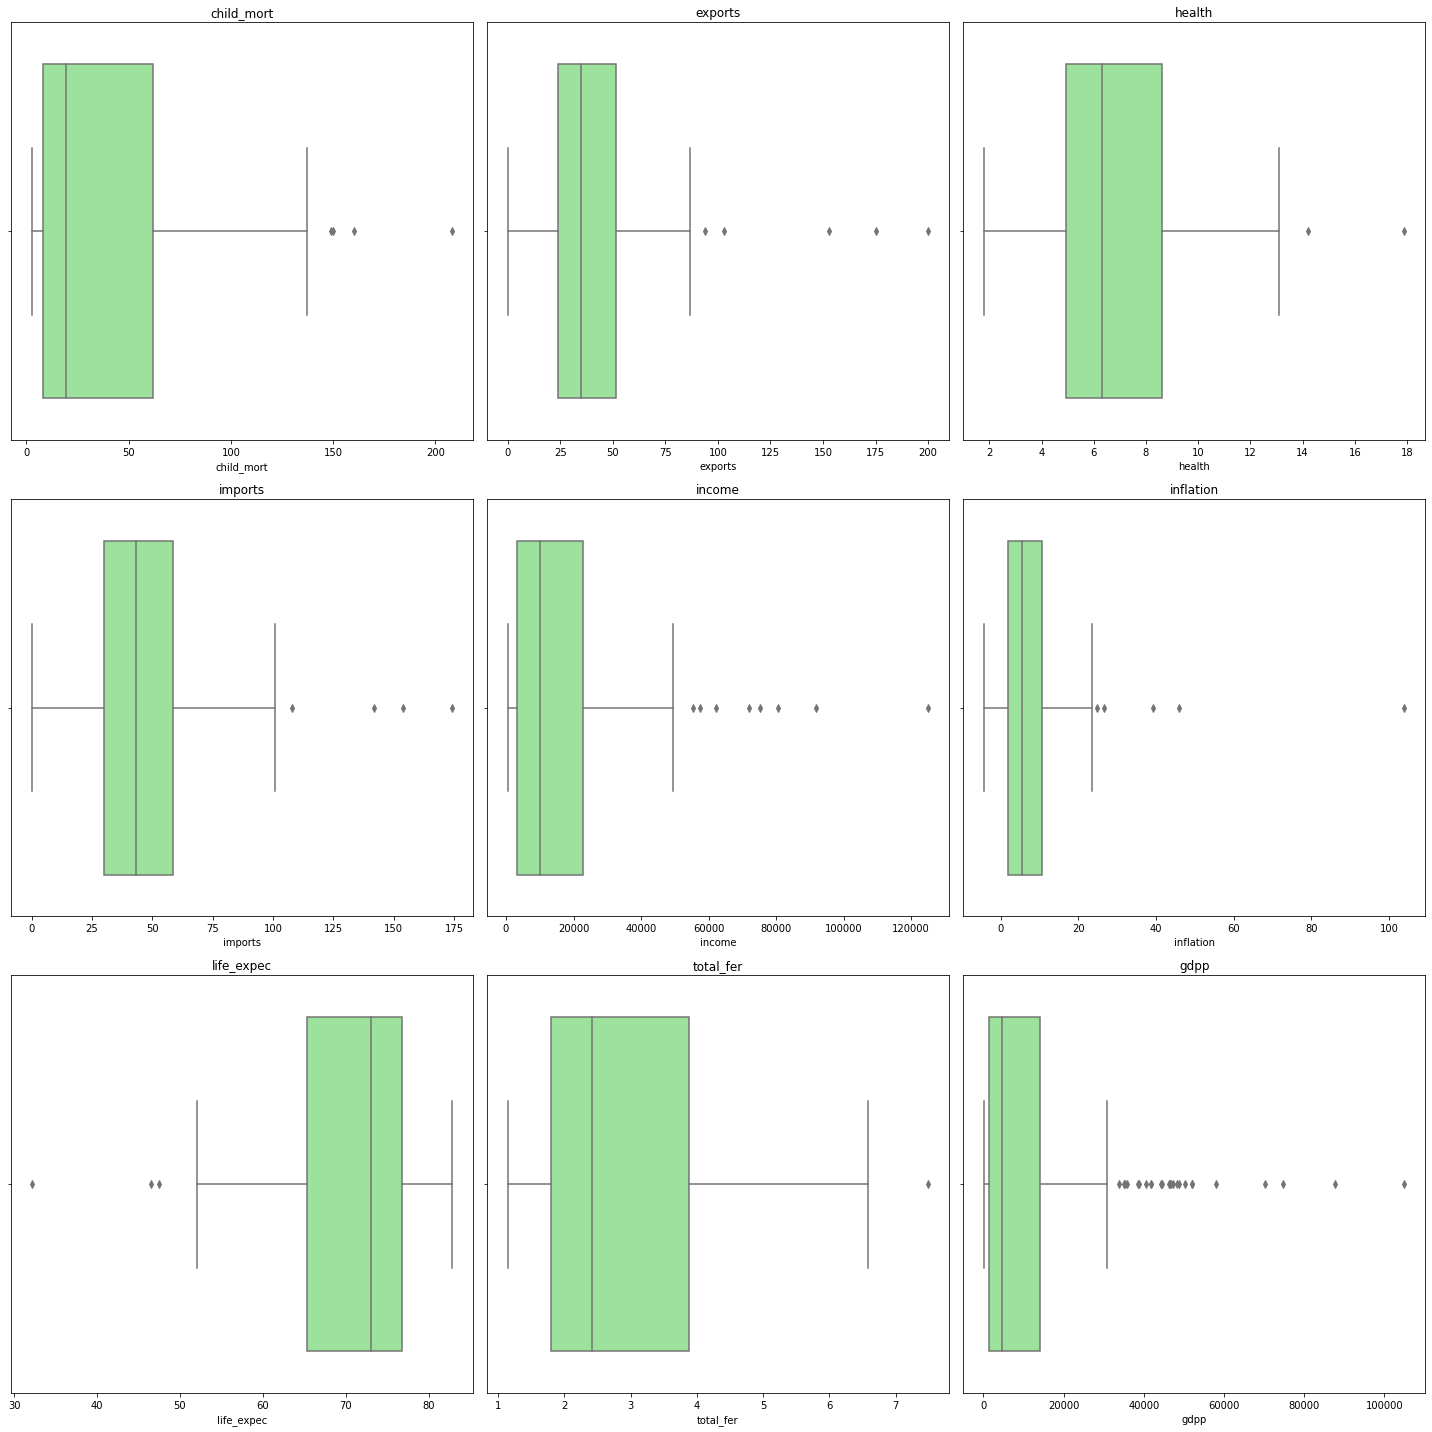 child_mort
exports
health
0 50 100 150 200
0 25 50 75 100 125 150 175 200
2 4 6 8 10 12 14 16 18
child_mort
exports
health
imports
income
inflation
0 25 50 75 100 125 150 175
0 20000 40000 60000 80000 100000 120000
0 20 40 60 80 100
imports
income
inflation
life_expec
total_fer
gdpp
30 40 50 60 70 80
1 2 3 4 5 6 7
0 20000 40000 60000 80000 100000
life_expec
total_fer
gdpp